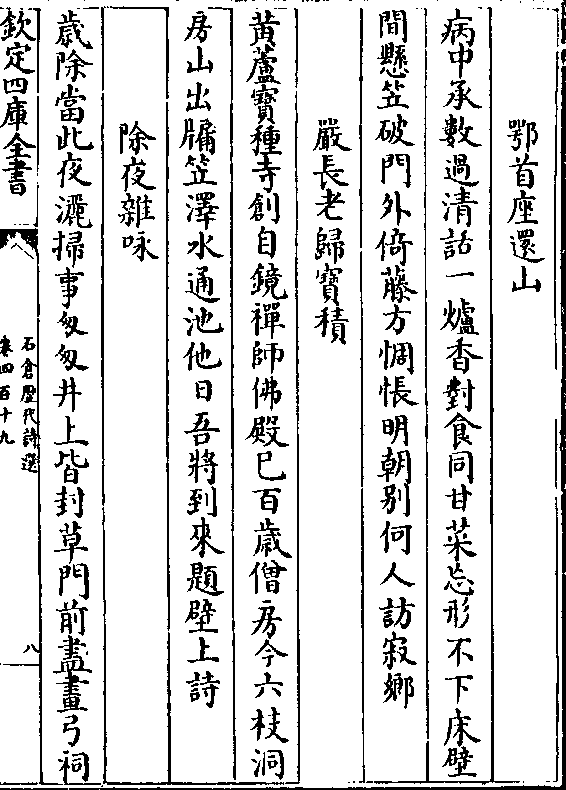 鄂首座還山
病中承數過清話一爐香對食同甘菜忘形不下床壁
間懸笠破門外倚藤方惆悵明朝别何人訪寂鄉
嚴長老歸寶積
黄蘆寶種寺創自鏡禪師佛殿巳百歳僧房今六枝洞
房山出牖笠澤水通池他日吾將到來題壁上詩
除夜雜咏
歳除當此夜灑掃事匆匆井上皆封草門前盡畫弓祠
欽定四庫全書
石倉歴代詩選
卷四百十九
八